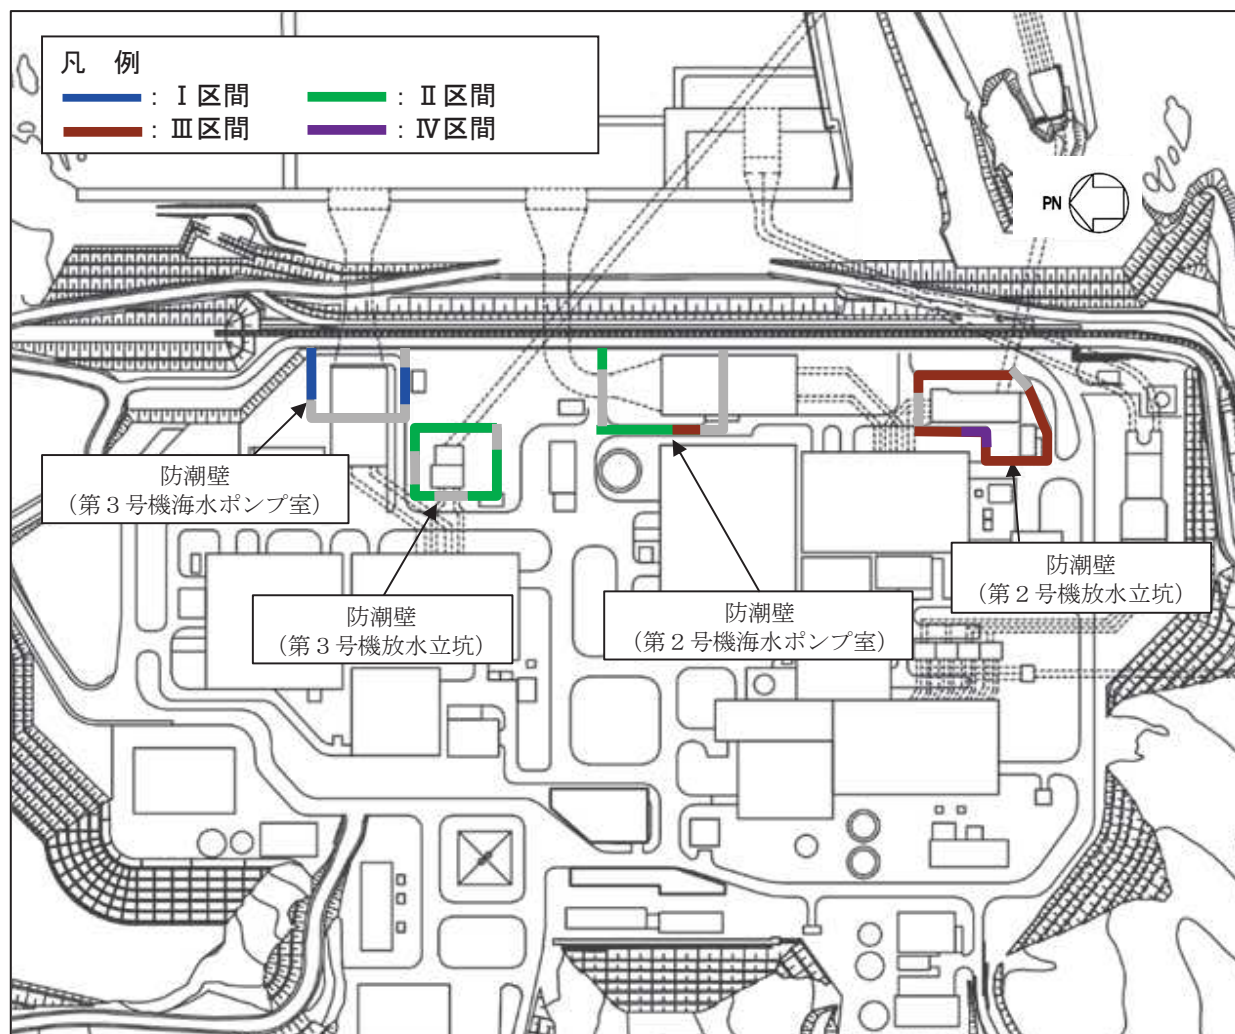 凡　例
：Ⅰ区間
：Ⅱ区間
：Ⅲ区間
：Ⅳ区間
PN
防潮壁
（第３号機海水ポンプ室）
防潮壁
（第３号機放水立坑）
防潮壁
（第２号機海水ポンプ室）
防潮壁
（第２号機放水立坑）